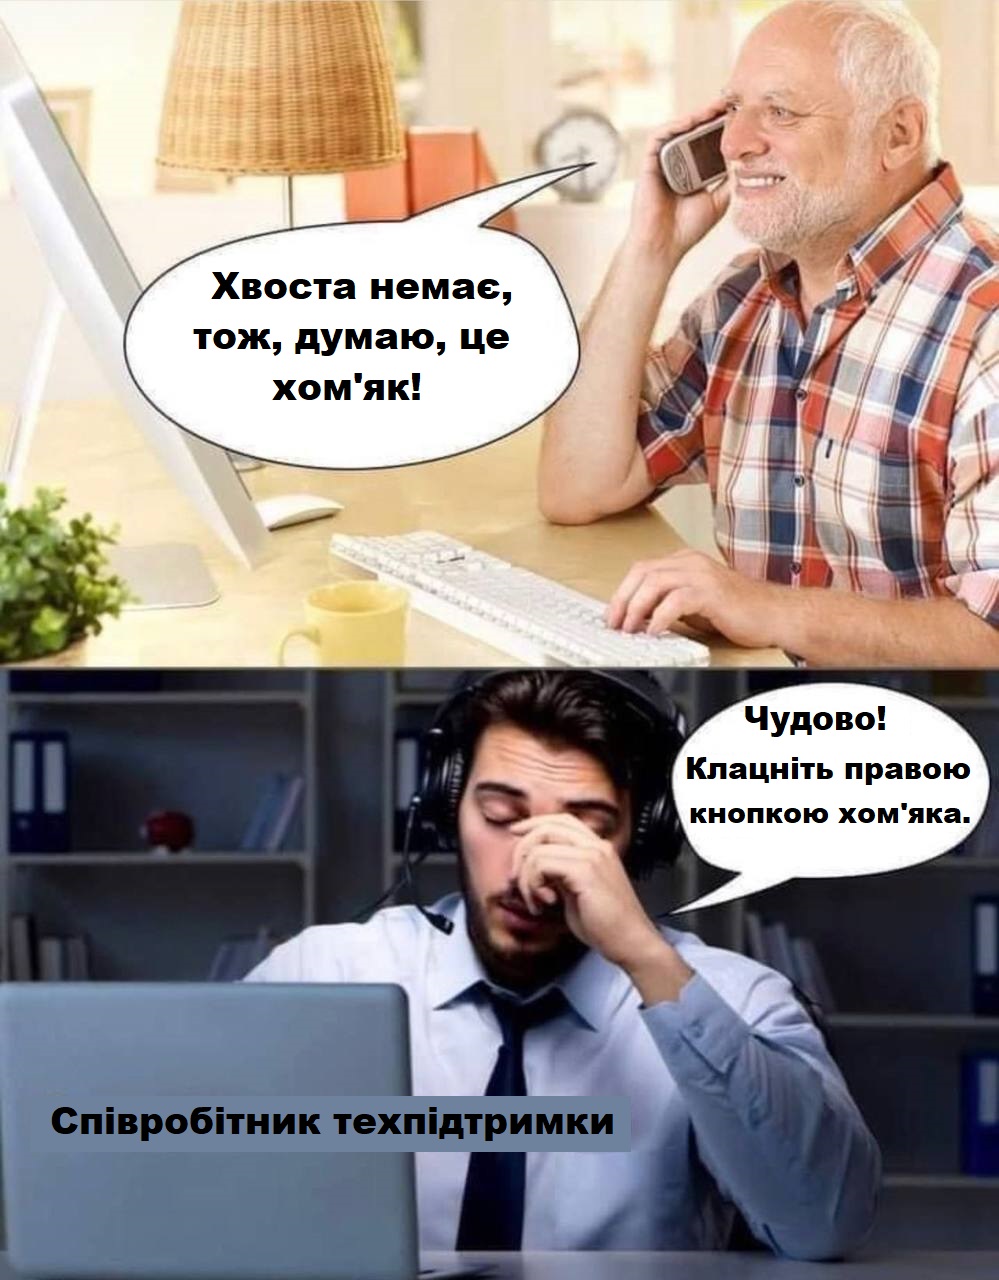 Хвоста немає,
тож, думаю, це
хом'як!
Чудово!
Клацніть правою
кнопкою хом'яка.
Співробітник техпідтримки